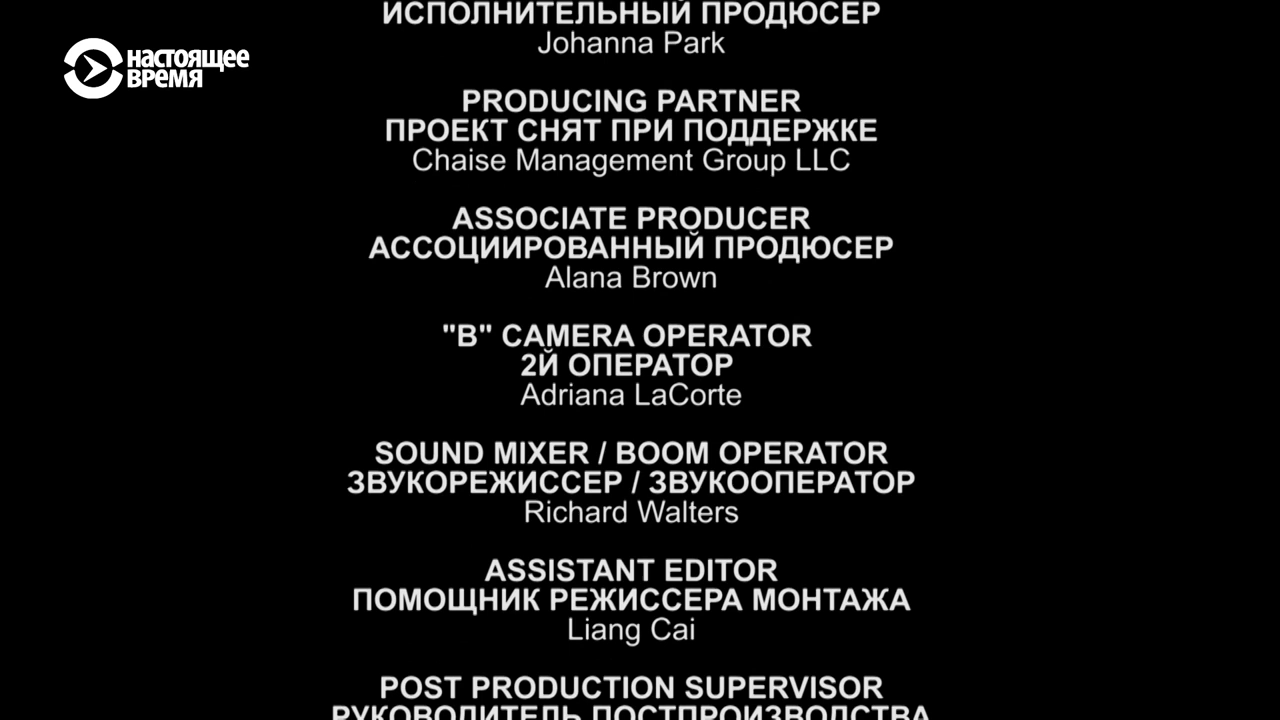 НАСТОЯЩЕЕ
ВРЕМЯ
ИСПОЛНИТЕЛЬНЫЙ ПРОДЮСЕР
Johanna Park
PRODUCING PARTNER
ПРОЕКТ СНЯТ ПРИ ПОДДЕРЖКЕ
Chaise Management Group LLC
ASSOCIATE PRODUCER
АССОЦИИРОВАННЫЙ ПРОДЮСЕР
Alana Brown
"B" CAMERA OPERATOR
2Й ОПЕРАТОР
Adriana LaCorte
SOUND MIXER / BOOM OPERATOR
ЗВУКОРЕЖИССЕР / ЗВУКООПЕРАТОР
Richard Walters
ASSISTANT EDITOR
ПОМОЩНИК РЕЖИССЕРА МОНТАЖА
Liang Cai
POST PRODUCTION SUPERVISOR
РУКОВОДИТЕЛЬ ПОСТПРОИЗВОДСТВА